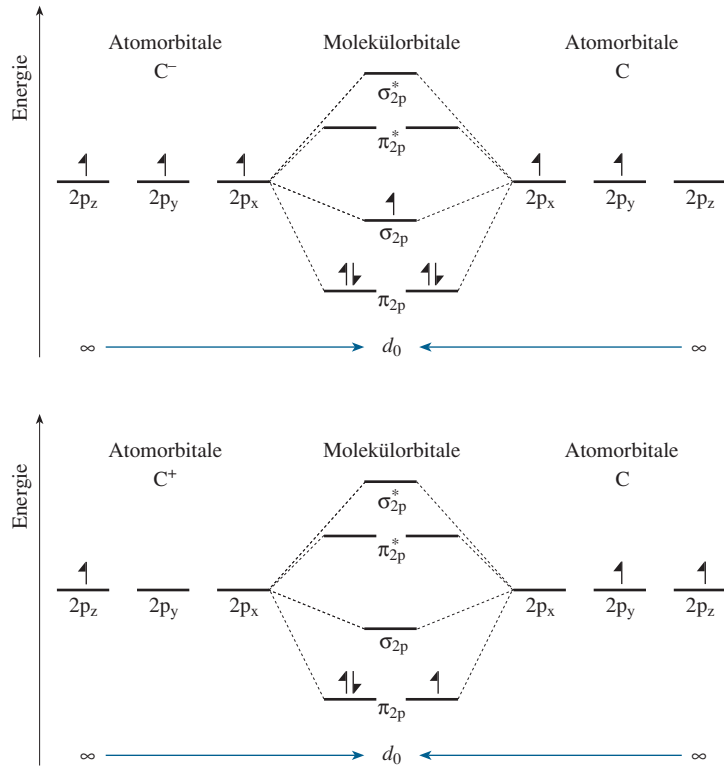 Energie
Atomorbitale Molekülorbitale Atomorbitale
C⁻ C
σ*2p
π*2p
2pz 2py 2px 2px 2py 2pz
σ2p
π2p
∞ d0 ∞
Energie
Atomorbitale Molekülorbitale Atomorbitale
C⁺ C
σ*2p
π*2p
2pz 2py 2px 2px 2py 2pz
σ2p
π2p
∞ d0 ∞